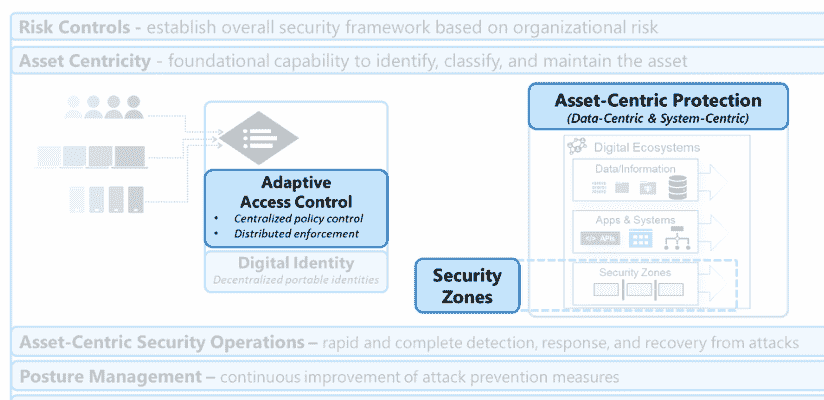 Risk Controls - establish overall security framework based on organizational risk
Asset Centricity - foundational capability to identify, classify, and maintain the asset
Asset-Centric Protection
(Data-Centric & System-Centric)
Digital Ecosystems
Data/Information
Adaptive
Access Control
• Centralized policy control
• Distributed enforcement
Apps & Systems
</> APIs
Digital Identity
Decentralized portable identities
Security
Zones
Security Zones
Asset-Centric Security Operations – rapid and complete detection, response, and recovery from attacks
Posture Management – continuous improvement of attack prevention measures